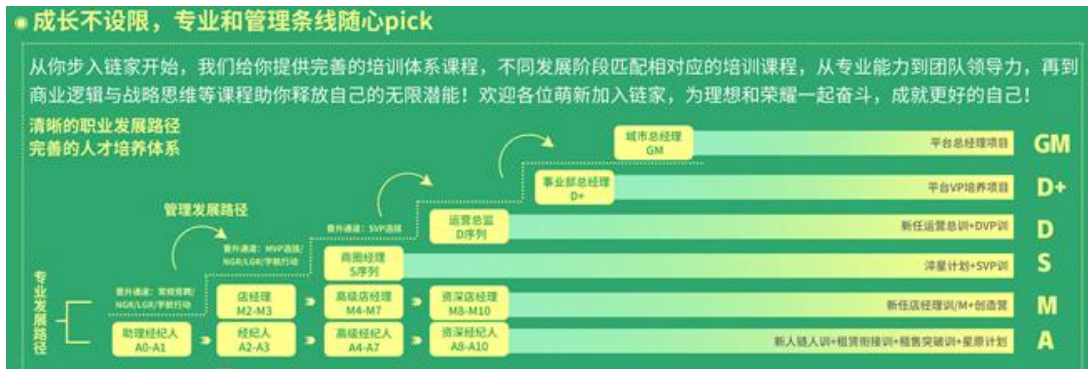 成长不设限，专业和管理条线随心pick
从你步入链家开始，我们给你提供完善的培训体系课程，不同发展阶段匹配相对应的培训课程，从专业能力到团队领导力，再到
商业逻辑与战略思维等课程助你释放自己的无限潜能！欢迎各位萌新加入链家，为理想和荣耀一起奋斗，成就更好的自己！
清晰的职业发展路径
完善的人才培养体系
城市总经理
GM
平台总经理项目
GM
事业部总经理
D+
平台VP培养项目
D+
管理发展路径
晋升通道：SVP选拔
运营总监
D序列
新任运营总训+DVP训
D
晋升通道：MVP选拔/
NGR/LGR/宇航行动
商圈经理
S序列
淬星计划+SVP训
S
专业发展路径
晋升通道：常规竞聘/
NGR/LGR/宇航行动
店经理
M2-M3
高级店经理
M4-M7
资深店经理
M8-M10
新任店经理训/M+创造营
M
助理经纪人
A0-A1
经纪人
A2-A3
高级经纪人
A4-A7
资深经纪人
A8-A10
新人链人训+租赁衔接训+租售突破训+星原计划
A